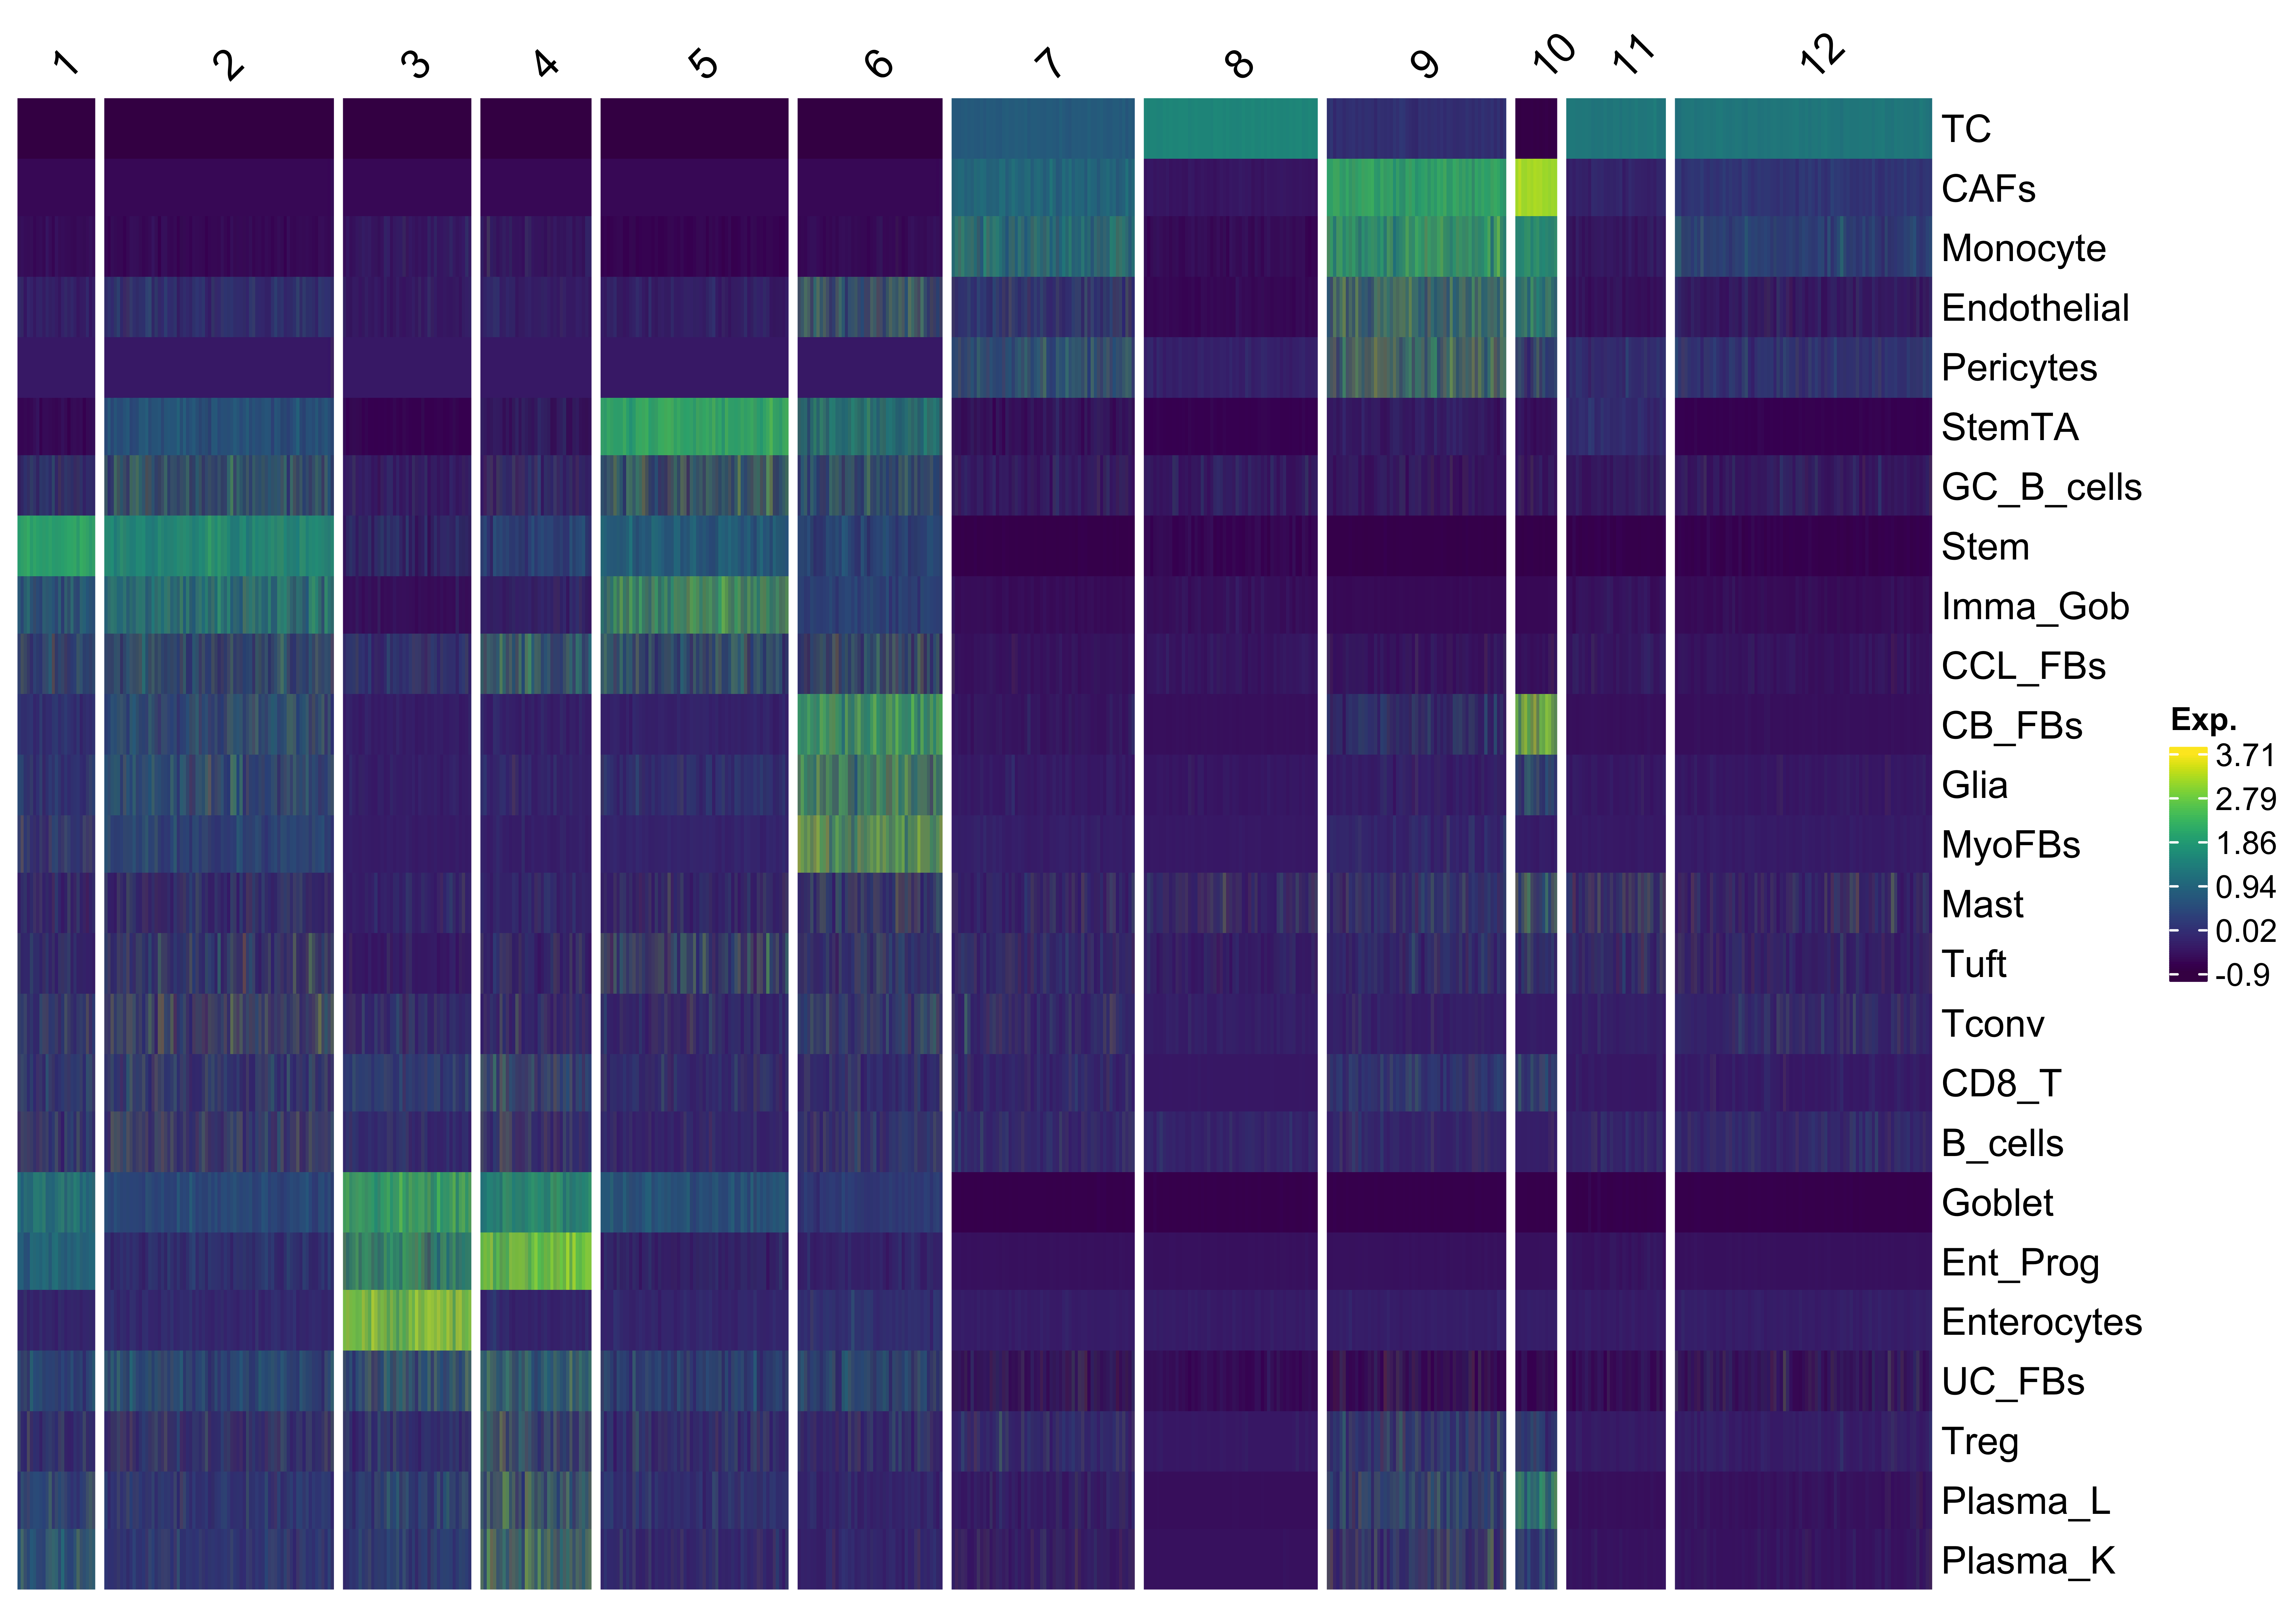 1 2 3 4 5 6 7 8 9 10 11 12
TC
CAFs
Monocyte
Endothelial
Pericytes
StemTA
GC_B_cells
Stem
Imma_Gob
CCL_FBs
CB_FBs
Glia
MyoFBs
Mast
Tuft
Tconv
CD8_T
B_cells
Goblet
Ent_Prog
Enterocytes
UC_FBs
Treg
Plasma_L
Plasma_K
Exp.
3.71
2.79
1.86
0.94
0.02
-0.9